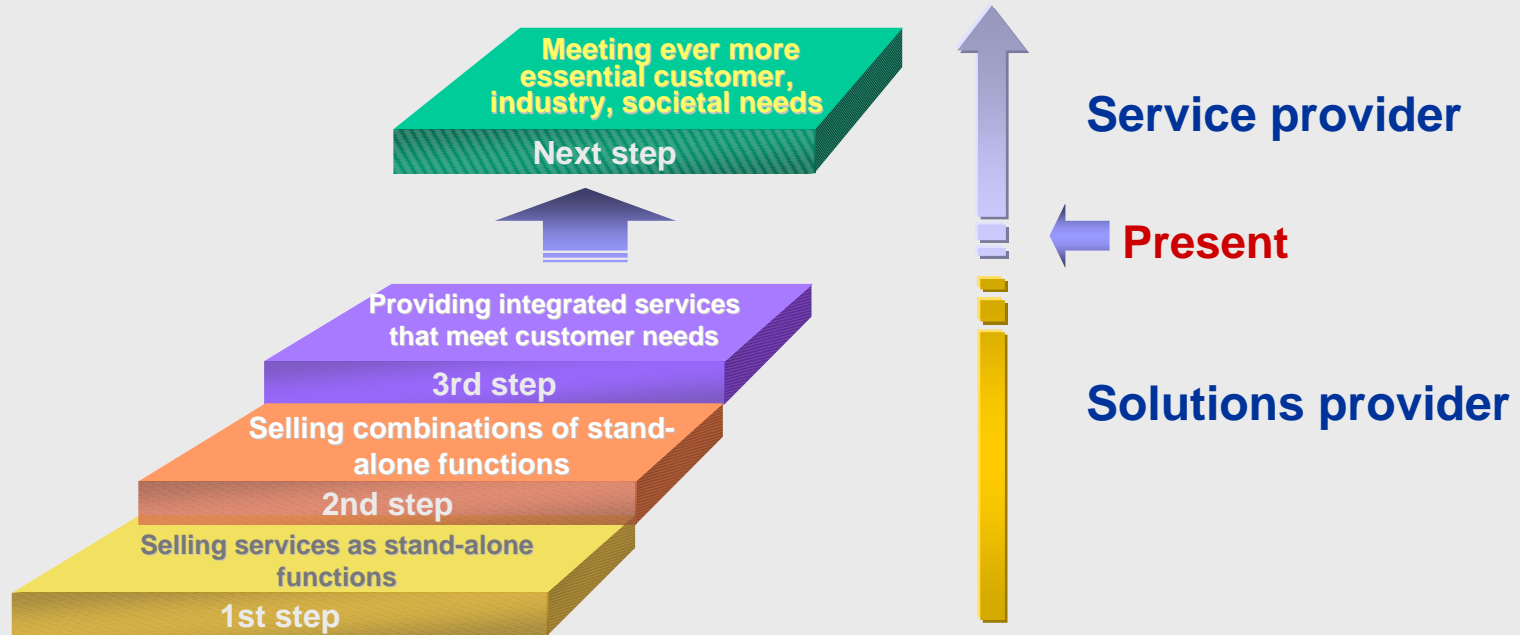 Meeting ever more
essential customer,
industry, societal needs
Next step
Providing integrated services
that meet customer needs
3rd step
Selling combinations of stand-
alone functions
2nd step
Selling services as stand-alone
functions
1st step
Service provider
Present
Solutions provider